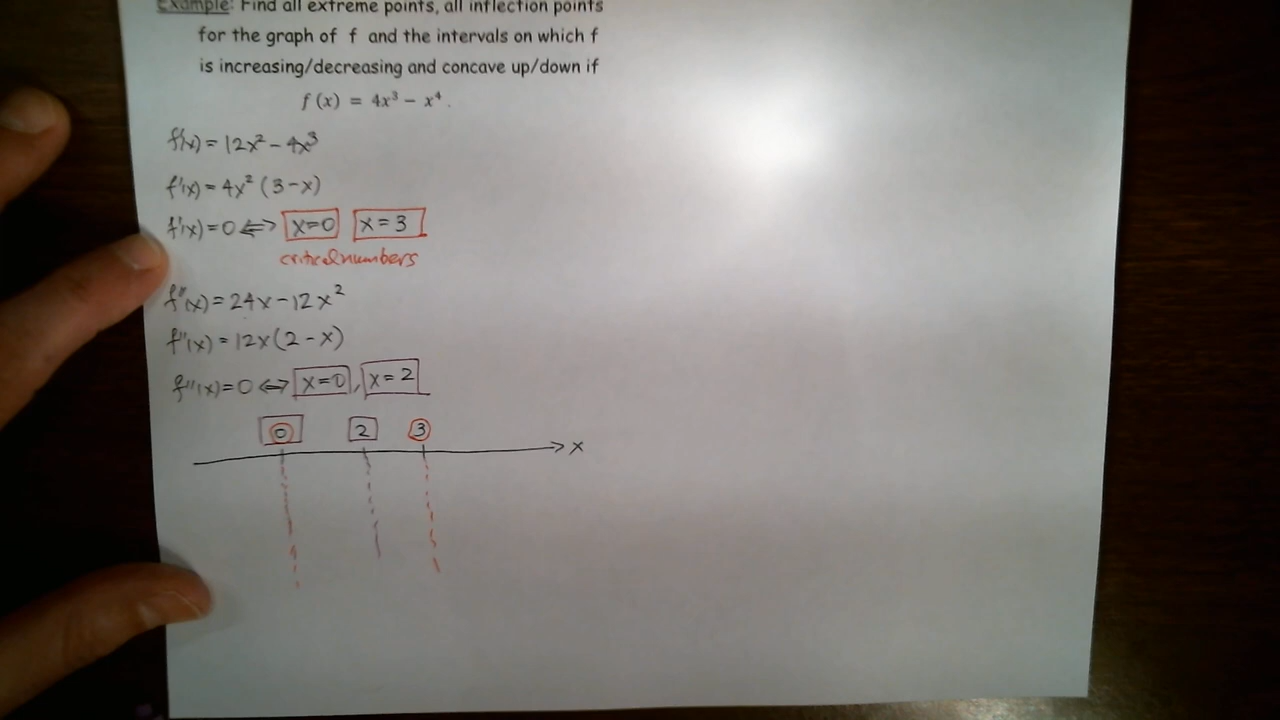 Example: Find all extreme points, all inflection points
for the graph of f and the intervals on which f
is increasing/decreasing and concave up/down if
f(x) = 4x³ − x⁴.
f'(x) = 12x² − 4x³
f'(x) = 4x² (3−x)
f'(x) = 0 ⟺ x=0 x=3
critical numbers
f''(x) = 24x − 12x²
f''(x) = 12x(2−x)
f''(x) = 0 ⟺ x=0, x=2
0 2 3
x